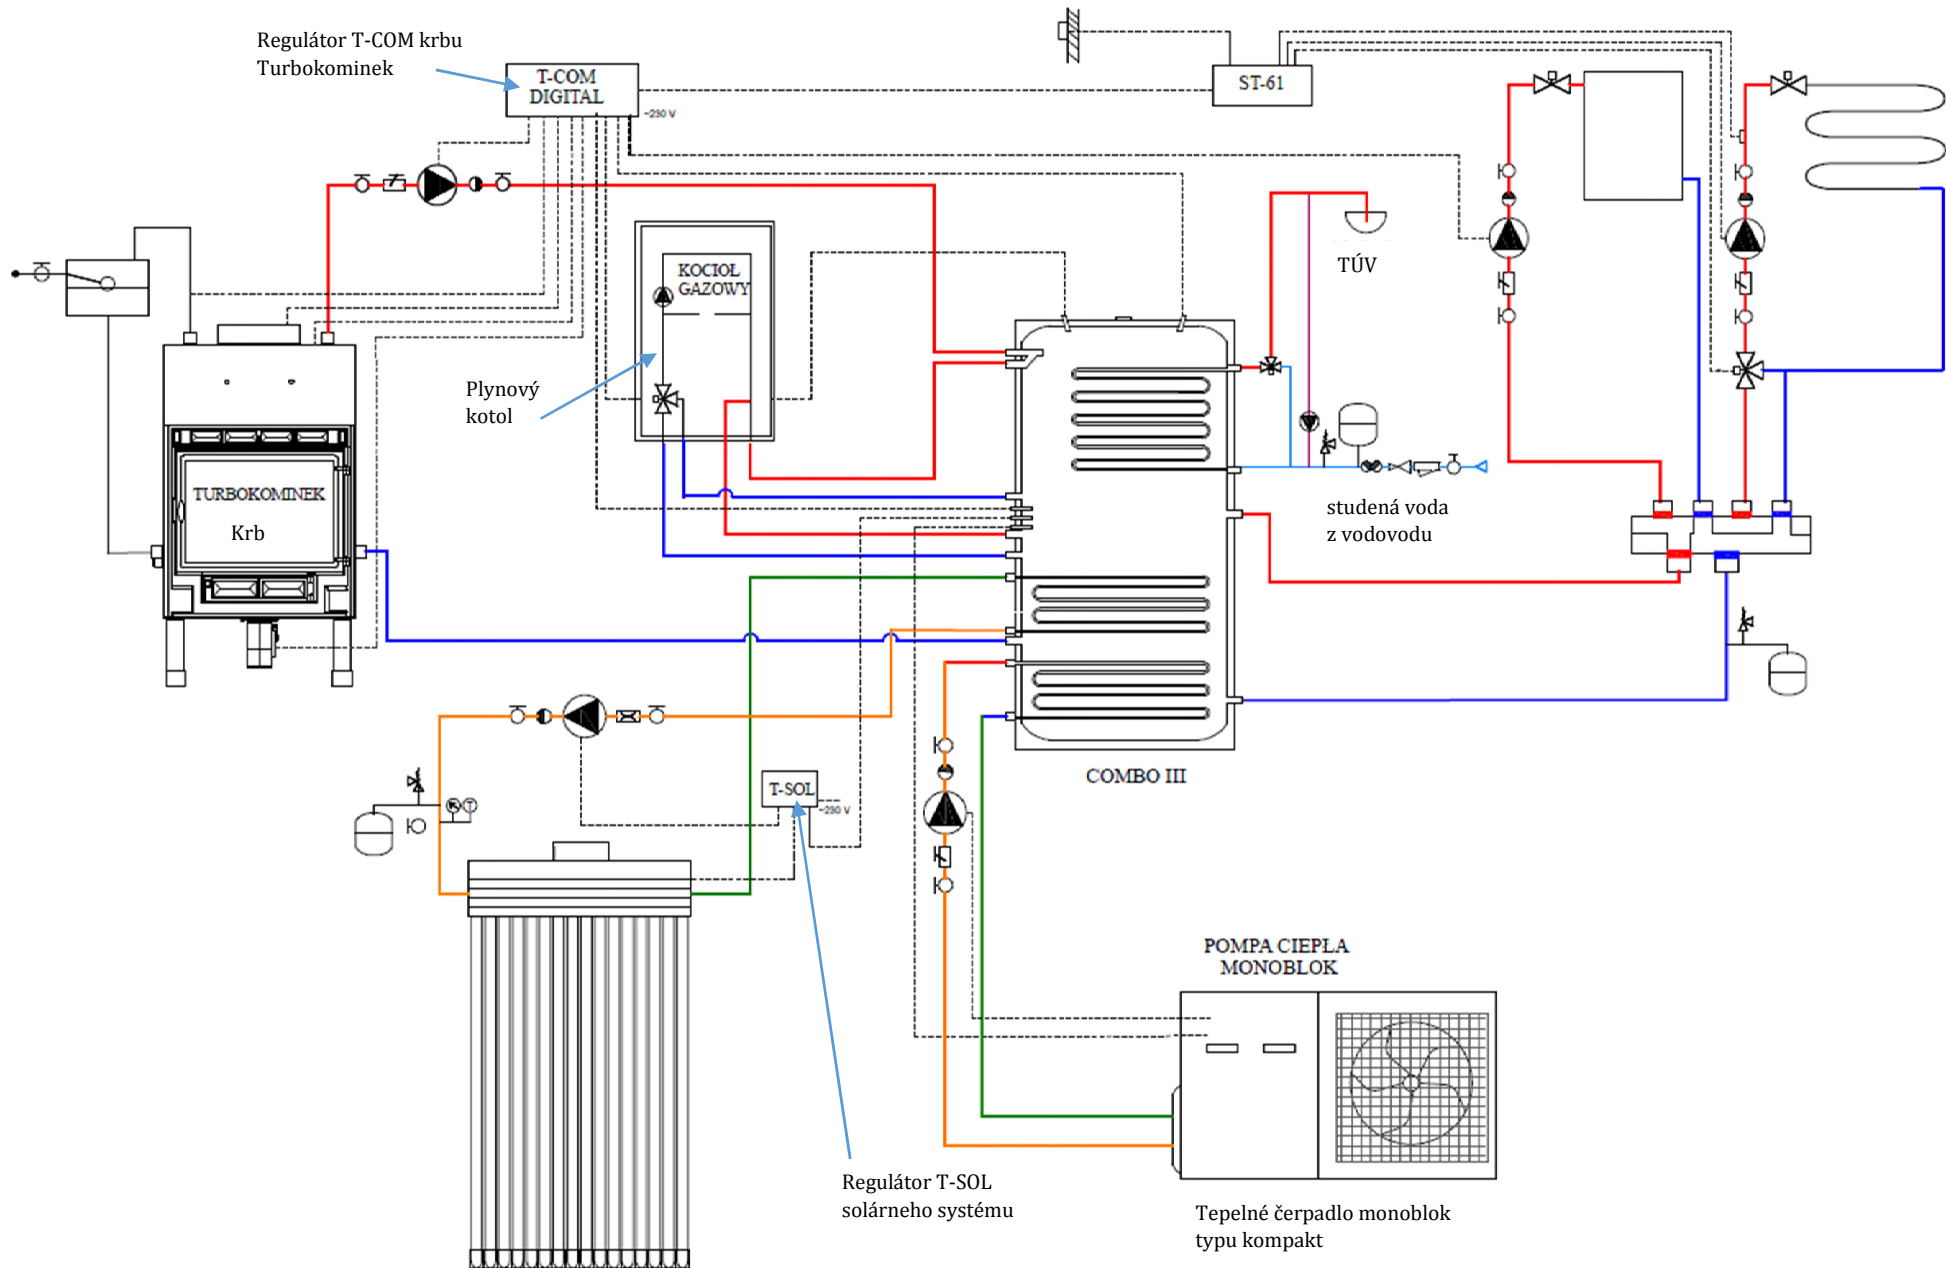 Regulátor T-COM krbu
Turbokominek
T-COM
DIGITAL
~230 V
ST-61
KOCIOŁ
GAZOWY
TÚV
Plynový
kotol
TURBOKOMINEK
Krb
studená voda
z vodovodu
COMBO III
T-SOL
~230 V
T
POMPA CIEPLA
MONOBLOK
Regulátor T-SOL
solárneho systému
Tepelné čerpadlo monoblok
typu kompakt